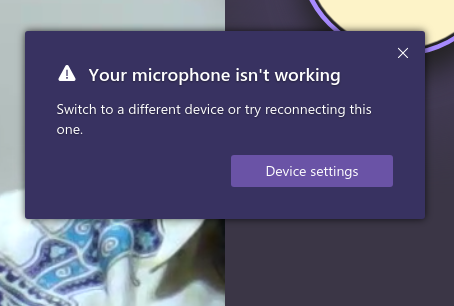 Your microphone isn't working
Switch to a different device or try reconnecting this
one.
Device settings